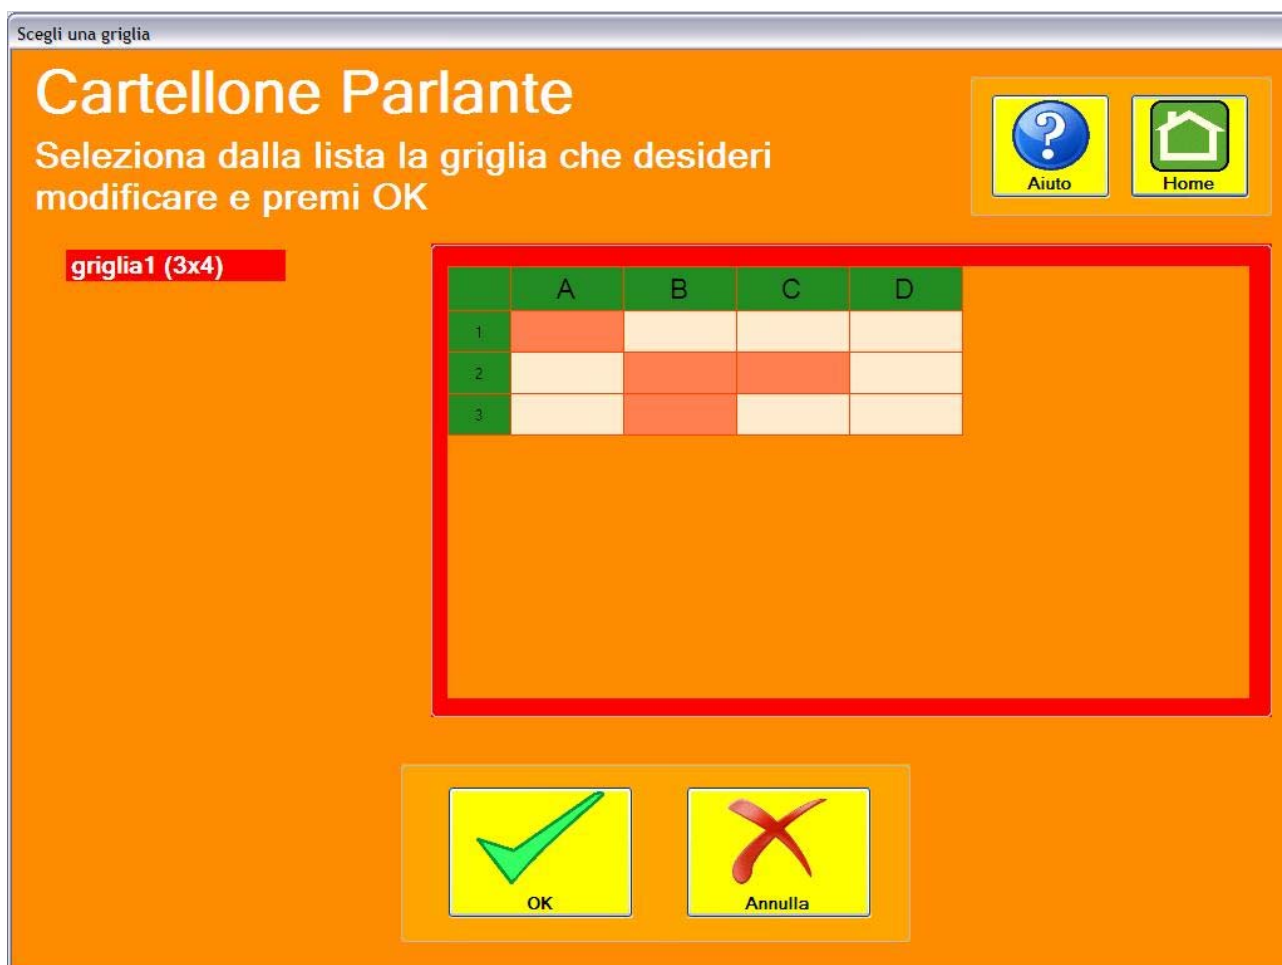 Scegli una griglia
Cartellone Parlante
Seleziona dalla lista la griglia che desideri
modificare e premi OK
Aiuto
Home
griglia1 (3x4)
A B C D
1
2
3
OK
Annulla